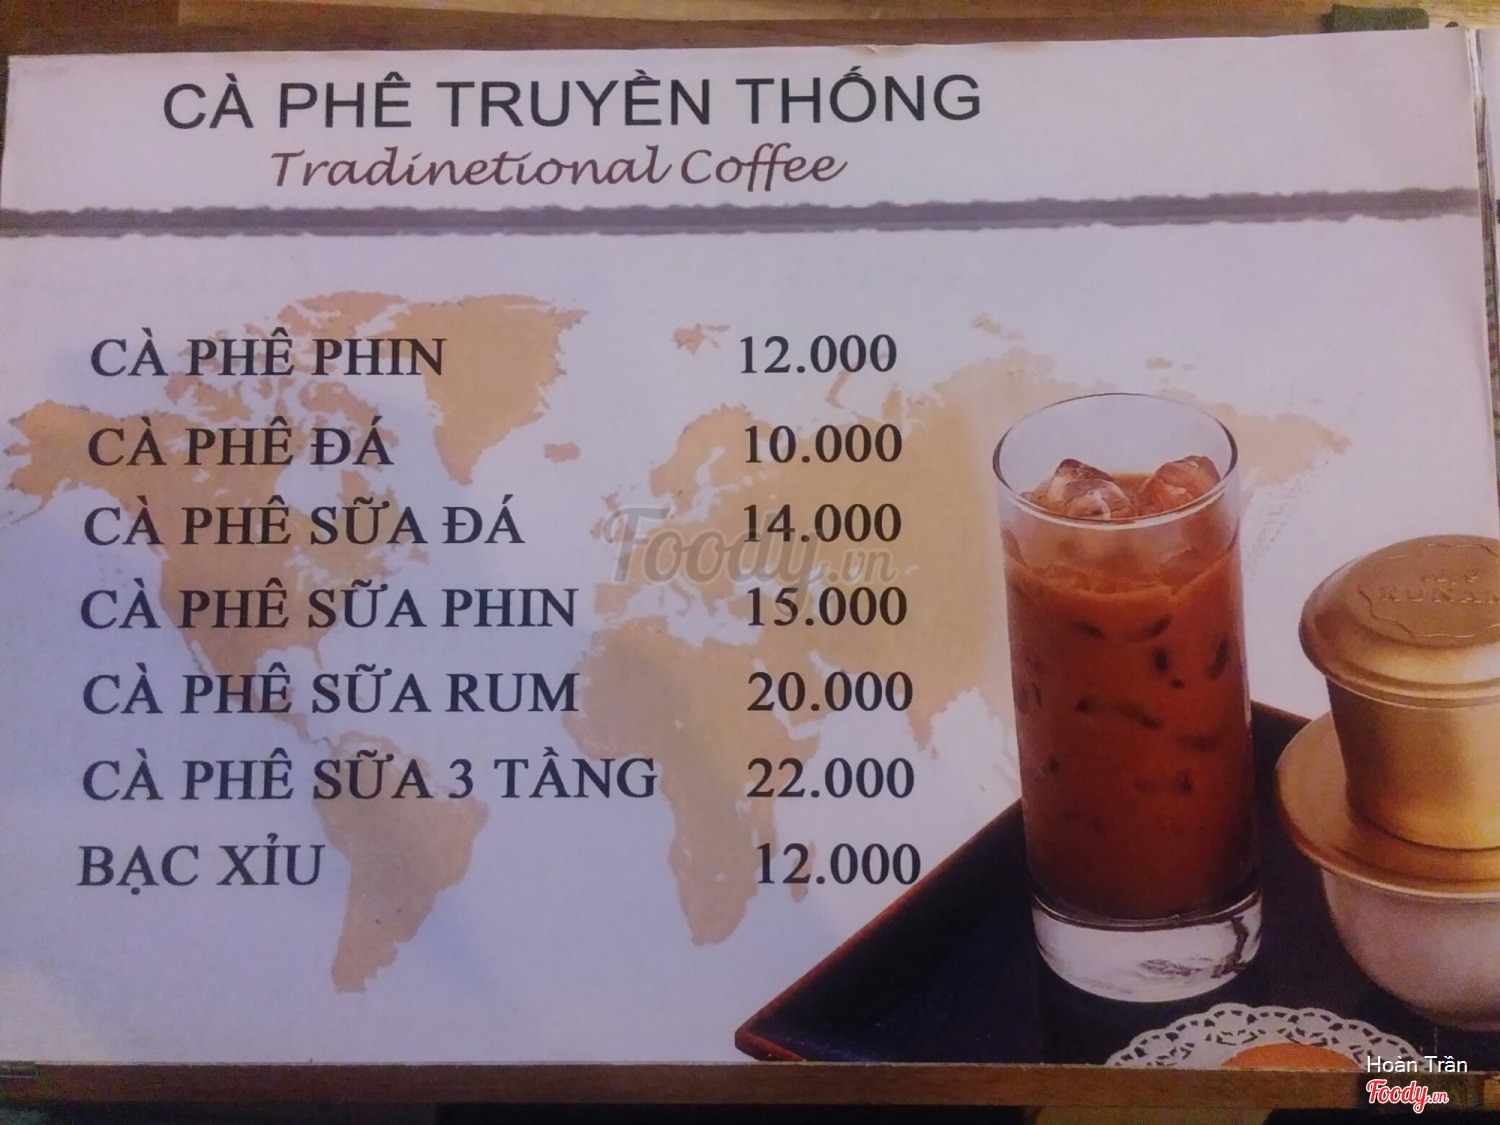 CÀ PHÊ TRUYỀN THỐNG
Tradinetional Coffee
CÀ PHÊ PHIN 12.000
CÀ PHÊ ĐÁ 10.000
CÀ PHÊ SỮA ĐÁ 14.000
CÀ PHÊ SỮA PHIN 15.000
CÀ PHÊ SỮA RUM 20.000
CÀ PHÊ SỮA 3 TẦNG 22.000
BẠC XỈU 12.000
Foody.vn
Hoàn Trần
Foody.vn